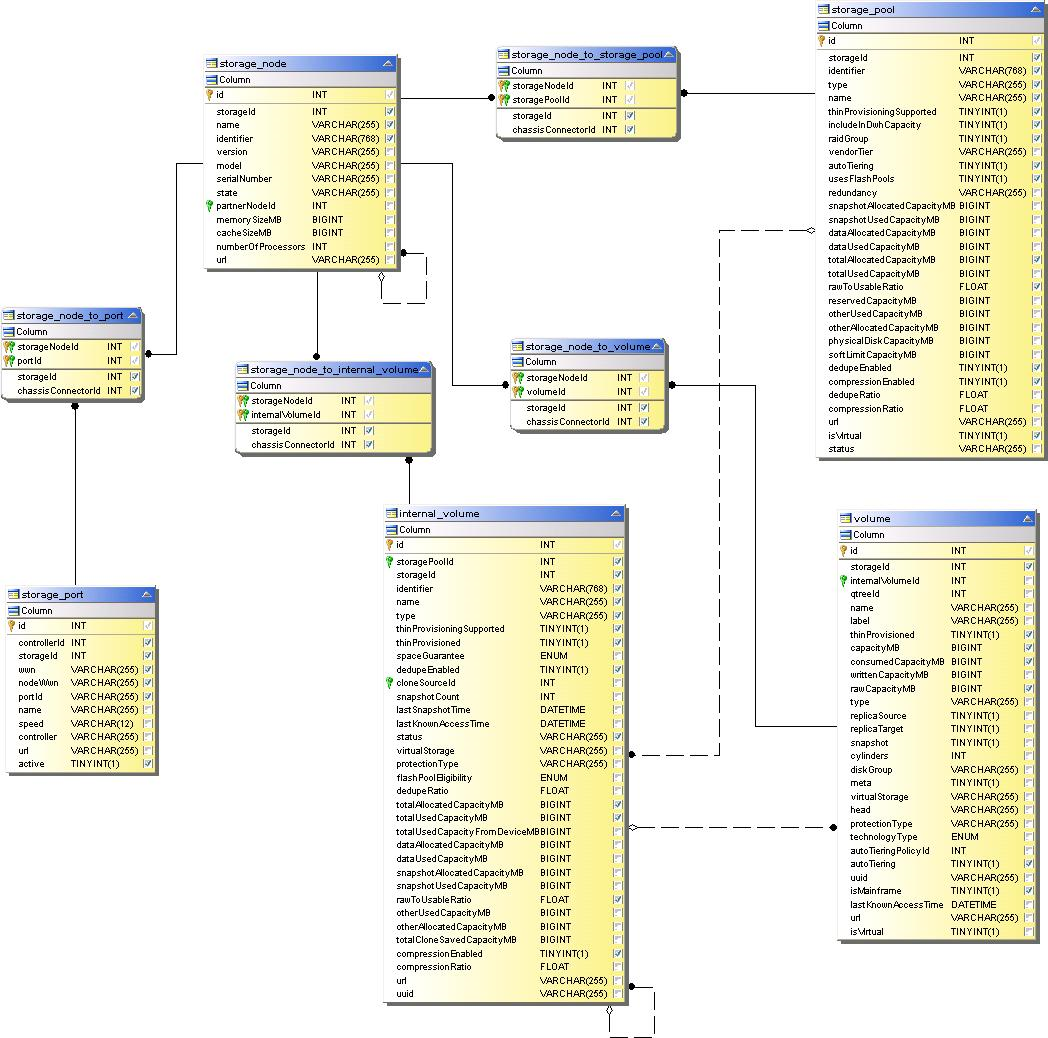 storage_node
Column
id INT
storageId INT
name VARCHAR(255)
identifier VARCHAR(768)
version VARCHAR(255)
model VARCHAR(255)
serialNumber VARCHAR(255)
state VARCHAR(255)
partnerNodeId INT
memorySizeMB BIGINT
cacheSizeMB BIGINT
numberOfProcessors INT
url VARCHAR(255)
storage_node_to_storage_pool
Column
storageNodeId INT
storagePoolId INT
storageId INT
chassisConnectorId INT
storage_pool
Column
id INT
storageId INT
identifier VARCHAR(768)
type VARCHAR(255)
name VARCHAR(255)
thinProvisioningSupported TINYINT(1)
includeInDwhCapacity TINYINT(1)
raidGroup TINYINT(1)
vendorTier VARCHAR(255)
autoTiering TINYINT(1)
usesFlashPools TINYINT(1)
redundancy VARCHAR(255)
snapshotAllocatedCapacityMB BIGINT
snapshotUsedCapacityMB BIGINT
dataAllocatedCapacityMB BIGINT
dataUsedCapacityMB BIGINT
totalAllocatedCapacityMB BIGINT
totalUsedCapacityMB BIGINT
rawToUsableRatio FLOAT
reservedCapacityMB BIGINT
otherUsedCapacityMB BIGINT
otherAllocatedCapacityMB BIGINT
physicalDiskCapacityMB BIGINT
softLimitCapacityMB BIGINT
dedupeEnabled TINYINT(1)
compressionEnabled TINYINT(1)
dedupeRatio FLOAT
compressionRatio FLOAT
url VARCHAR(255)
isVirtual TINYINT(1)
status VARCHAR(255)
storage_node_to_port
Column
storageNodeId INT
portId INT
storageId INT
chassisConnectorId INT
storage_node_to_internal_volume
Column
storageNodeId INT
internalVolumeId INT
storageId INT
chassisConnectorId INT
storage_node_to_volume
Column
storageNodeId INT
volumeId INT
storageId INT
chassisConnectorId INT
storage_port
Column
id INT
controllerId INT
storageId INT
wwn VARCHAR(255)
nodeWwn VARCHAR(255)
portId VARCHAR(255)
name VARCHAR(255)
speed VARCHAR(12)
controller VARCHAR(255)
url VARCHAR(255)
active TINYINT(1)
internal_volume
Column
id INT
storagePoolId INT
storageId INT
identifier VARCHAR(768)
name VARCHAR(255)
type VARCHAR(255)
thinProvisioningSupported TINYINT(1)
thinProvisioned TINYINT(1)
spaceGuarantee ENUM
dedupeEnabled TINYINT(1)
cloneSourceId INT
snapshotCount INT
lastSnapshotTime DATETIME
lastKnownAccessTime DATETIME
status VARCHAR(255)
virtualStorage VARCHAR(255)
protectionType VARCHAR(255)
flashPoolEligibility ENUM
dedupeRatio FLOAT
totalAllocatedCapacityMB BIGINT
totalUsedCapacityMB BIGINT
totalUsedCapacityFromDeviceMB BIGINT
dataAllocatedCapacityMB BIGINT
dataUsedCapacityMB BIGINT
snapshotAllocatedCapacityMB BIGINT
snapshotUsedCapacityMB BIGINT
rawToUsableRatio FLOAT
otherUsedCapacityMB BIGINT
otherAllocatedCapacityMB BIGINT
totalCloneSavedCapacityMB BIGINT
compressionEnabled TINYINT(1)
compressionRatio FLOAT
url VARCHAR(255)
uuid VARCHAR(255)
volume
Column
id INT
storageId INT
internalVolumeId INT
qtreeId INT
name VARCHAR(255)
label VARCHAR(255)
thinProvisioned TINYINT(1)
capacityMB BIGINT
consumedCapacityMB BIGINT
writtenCapacityMB BIGINT
rawCapacityMB BIGINT
type VARCHAR(255)
replicaSource TINYINT(1)
replicaTarget TINYINT(1)
snapshot TINYINT(1)
cylinders INT
diskGroup VARCHAR(255)
meta TINYINT(1)
virtualStorage VARCHAR(255)
head VARCHAR(255)
protectionType VARCHAR(255)
technologyType ENUM
autoTieringPolicyId INT
autoTiering TINYINT(1)
uuid VARCHAR(255)
isMainframe TINYINT(1)
lastKnownAccessTime DATETIME
url VARCHAR(255)
isVirtual TINYINT(1)